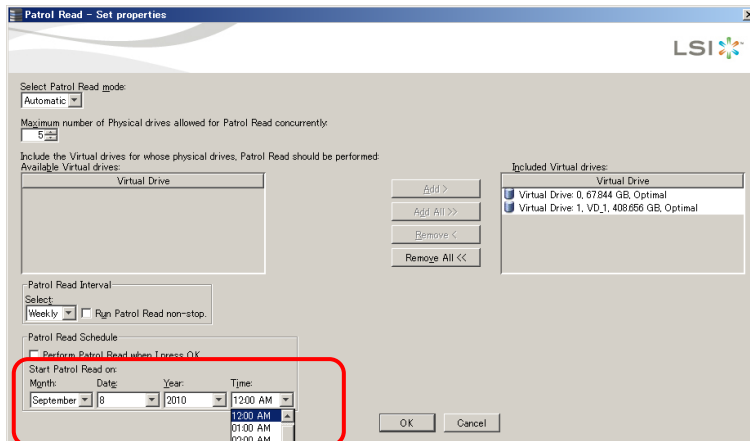 Patrol Read - Set properties
LSI
Select Patrol Read mode:
Automatic
Maximum number of Physical drives allowed for Patrol Read concurrently:
5
Include the Virtual drives for whose physical drives, Patrol Read should be performed:
Available Virtual drives:
Virtual Drive
Add >
Add All >>
Remove <
Remove All <<
Included Virtual drives:
Virtual Drive
Virtual Drive: 0, 67.844 GB, Optimal
Virtual Drive: 1, VD_1, 408.656 GB, Optimal
Patrol Read Interval
Select:
Weekly
Run Patrol Read non-stop.
Patrol Read Schedule
Perform Patrol Read when I press OK
Start Patrol Read on:
Month: Date: Year: Time:
September 8 2010 12:00 AM
12:00 AM
01:00 AM
02:00 AM
OK Cancel